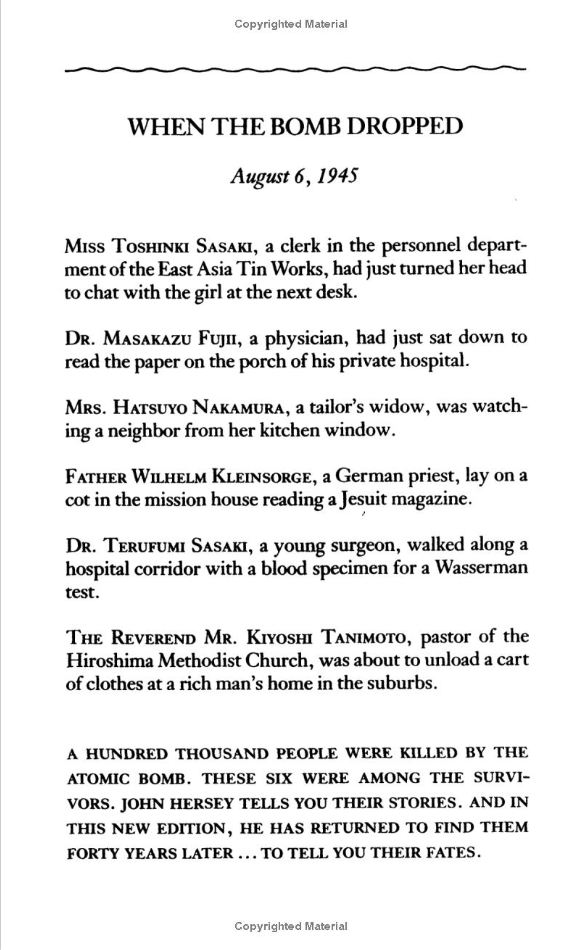 Copyrighted Material
WHEN THE BOMB DROPPED
August 6, 1945
MISS TOSHINKI SASAKI, a clerk in the personnel depart-
ment of the East Asia Tin Works, had just turned her head
to chat with the girl at the next desk.
DR. MASAKAZU FUJII, a physician, had just sat down to
read the paper on the porch of his private hospital.
MRS. HATSUYO NAKAMURA, a tailor's widow, was watch-
ing a neighbor from her kitchen window.
FATHER WILHELM KLEINSORGE, a German priest, lay on a
cot in the mission house reading a Jesuit magazine.
DR. TERUFUMI SASAKI, a young surgeon, walked along a
hospital corridor with a blood specimen for a Wasserman
test.
THE REVEREND MR. KIYOSHI TANIMOTO, pastor of the
Hiroshima Methodist Church, was about to unload a cart
of clothes at a rich man's home in the suburbs.
A HUNDRED THOUSAND PEOPLE WERE KILLED BY THE
ATOMIC BOMB. THESE SIX WERE AMONG THE SURVI-
VORS. JOHN HERSEY TELLS YOU THEIR STORIES. AND IN
THIS NEW EDITION, HE HAS RETURNED TO FIND THEM
FORTY YEARS LATER ... TO TELL YOU THEIR FATES.
Copyrighted Material